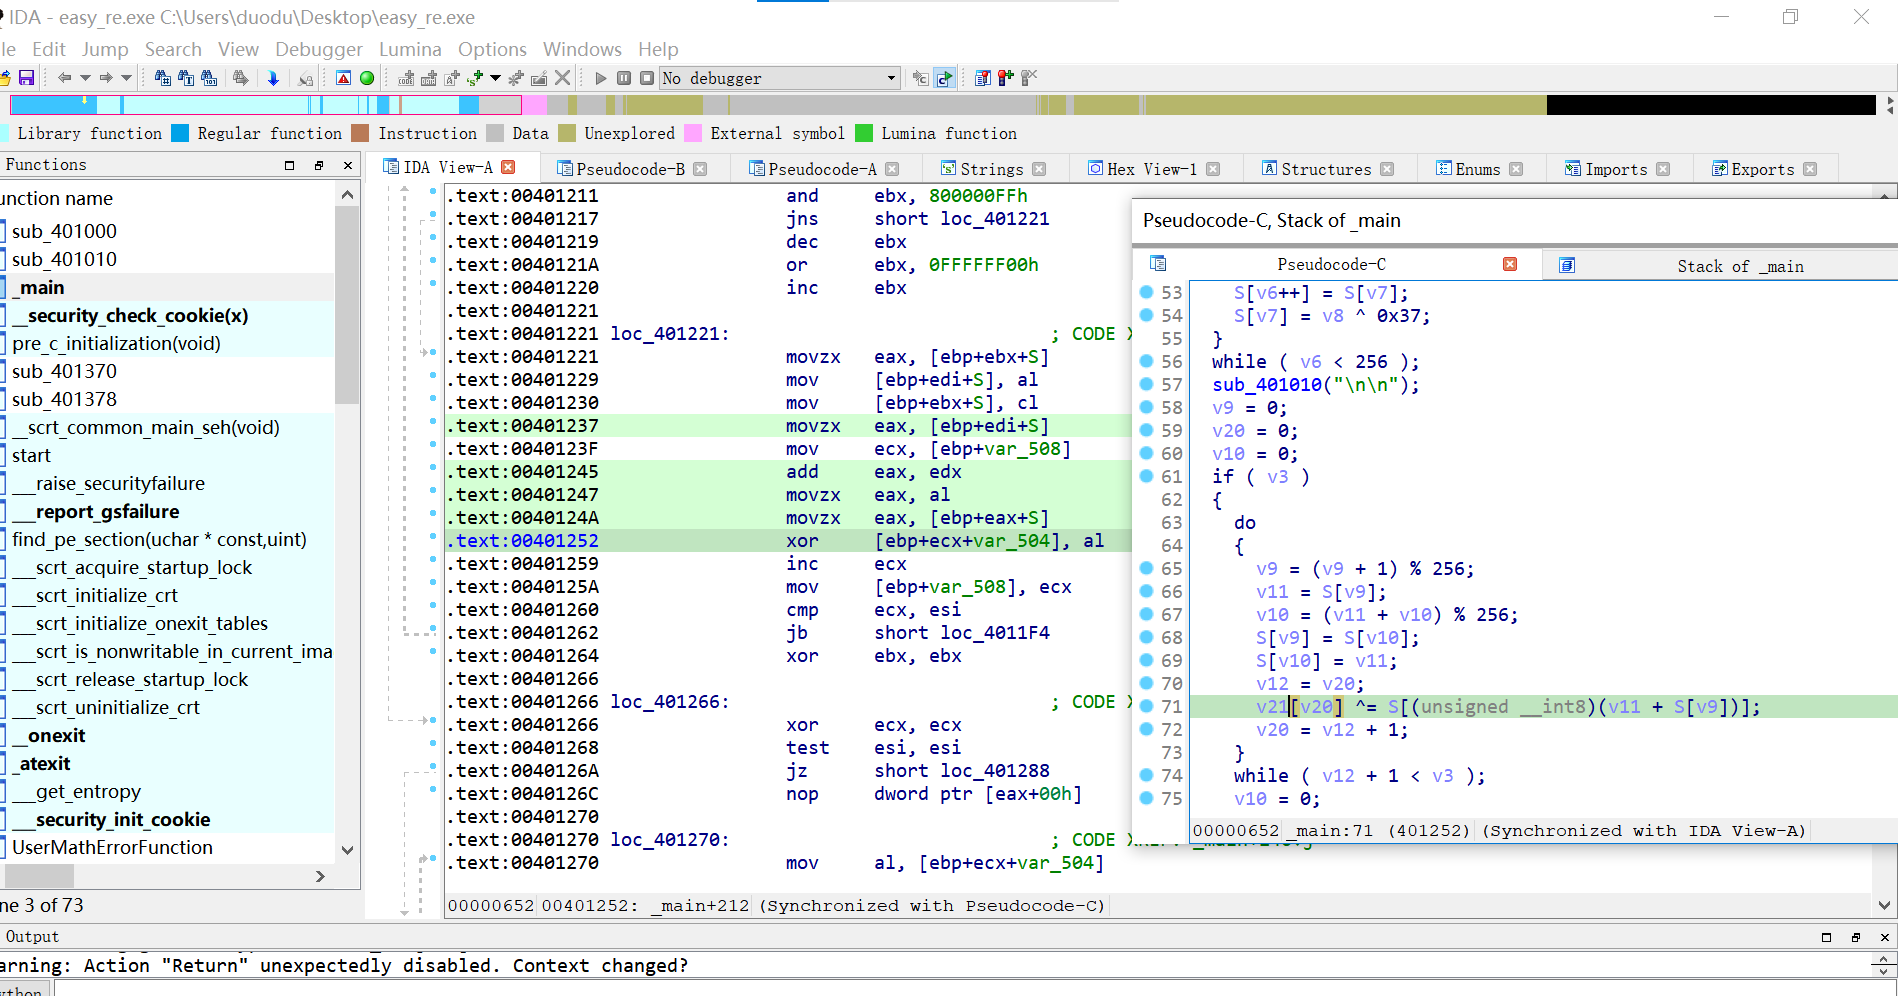 IDA - easy_re.exe C:\Users\duodu\Desktop\easy_re.exe
le Edit Jump Search View Debugger Lumina Options Windows Help
No debugger
Library function Regular function Instruction Data Unexplored External symbol Lumina function
Functions
unction name
sub_401000
sub_401010
_main
__security_check_cookie(x)
pre_c_initialization(void)
sub_401370
sub_401378
__scrt_common_main_seh(void)
start
___raise_securityfailure
___report_gsfailure
find_pe_section(uchar * const,uint)
___scrt_acquire_startup_lock
___scrt_initialize_crt
___scrt_initialize_onexit_tables
___scrt_is_nonwritable_in_current_ima
___scrt_release_startup_lock
___scrt_uninitialize_crt
__onexit
_atexit
___get_entropy
___security_init_cookie
UserMathErrorFunction
ne 3 of 73
IDA View-A Pseudocode-B Pseudocode-A Strings Hex View-1 Structures Enums Imports Exports
.text:00401211 and ebx, 800000FFh
.text:00401217 jns short loc_401221
.text:00401219 dec ebx
.text:0040121A or ebx, 0FFFFFF00h
.text:00401220 inc ebx
.text:00401221
.text:00401221 loc_401221: ; CODE
.text:00401221 movzx eax, [ebp+ebx+S]
.text:00401229 mov [ebp+edi+S], al
.text:00401230 mov [ebp+ebx+S], cl
.text:00401237 movzx eax, [ebp+edi+S]
.text:0040123F mov ecx, [ebp+var_508]
.text:00401245 add eax, edx
.text:00401247 movzx eax, al
.text:0040124A movzx eax, [ebp+eax+S]
.text:00401252 xor [ebp+ecx+var_504], al
.text:00401259 inc ecx
.text:0040125A mov [ebp+var_508], ecx
.text:00401260 cmp ecx, esi
.text:00401262 jb short loc_4011F4
.text:00401264 xor ebx, ebx
.text:00401266
.text:00401266 loc_401266: ; CODE
.text:00401266 xor ecx, ecx
.text:00401268 test esi, esi
.text:0040126A jz short loc_401288
.text:0040126C nop dword ptr [eax+00h]
.text:00401270
.text:00401270 loc_401270: ; CODE
.text:00401270 mov al, [ebp+ecx+var_504]
00000652 00401252: _main+212 (Synchronized with Pseudocode-C)
Pseudocode-C, Stack of _main
Pseudocode-C Stack of _main
53 S[v6++] = S[v7];
54 S[v7] = v8 ^ 0x37;
55 }
56 while ( v6 < 256 );
57 sub_401010("\n\n");
58 v9 = 0;
59 v20 = 0;
60 v10 = 0;
61 if ( v3 )
62 {
63 do
64 {
65 v9 = (v9 + 1) % 256;
66 v11 = S[v9];
67 v10 = (v11 + v10) % 256;
68 S[v9] = S[v10];
69 S[v10] = v11;
70 v12 = v20;
71 v21[v20] ^= S[(unsigned __int8)(v11 + S[v9])];
72 v20 = v12 + 1;
73 }
74 while ( v12 + 1 < v3 );
75 v10 = 0;
00000652 _main:71 (401252) (Synchronized with IDA View-A)
Output
arning: Action "Return" unexpectedly disabled. Context changed?
ython